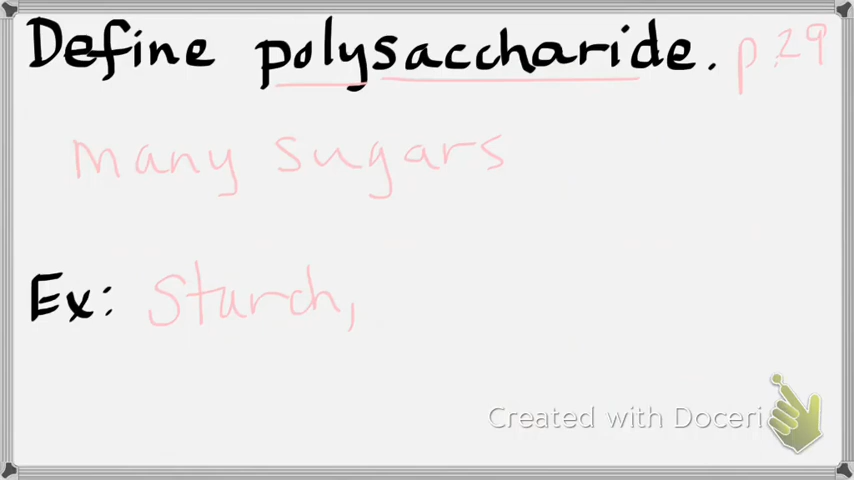 Define polysaccharide. p.29
many sugars
Ex: Starch,
Created with Doceri